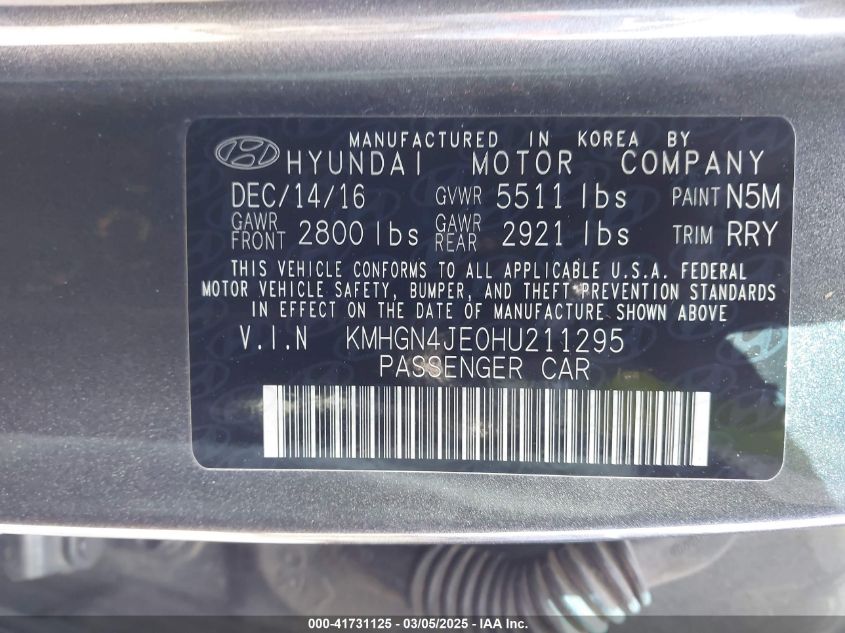 MANUFACTURED IN KOREA BY
HYUNDAI MOTOR COMPANY
DEC/14/16 GVWR 5511 lbs PAINT N5M
GAWR FRONT 2800 lbs GAWR REAR 2921 lbs TRIM RRY
THIS VEHICLE CONFORMS TO ALL APPLICABLE U.S.A. FEDERAL
MOTOR VEHICLE SAFETY, BUMPER, AND THEFT PREVENTION STANDARDS
IN EFFECT ON THE DATE OF MANUFACTURE SHOWN ABOVE
V.I.N KMHGN4JE0HU211295
PASSENGER CAR
000-41731125 - 03/05/2025 - IAA Inc.